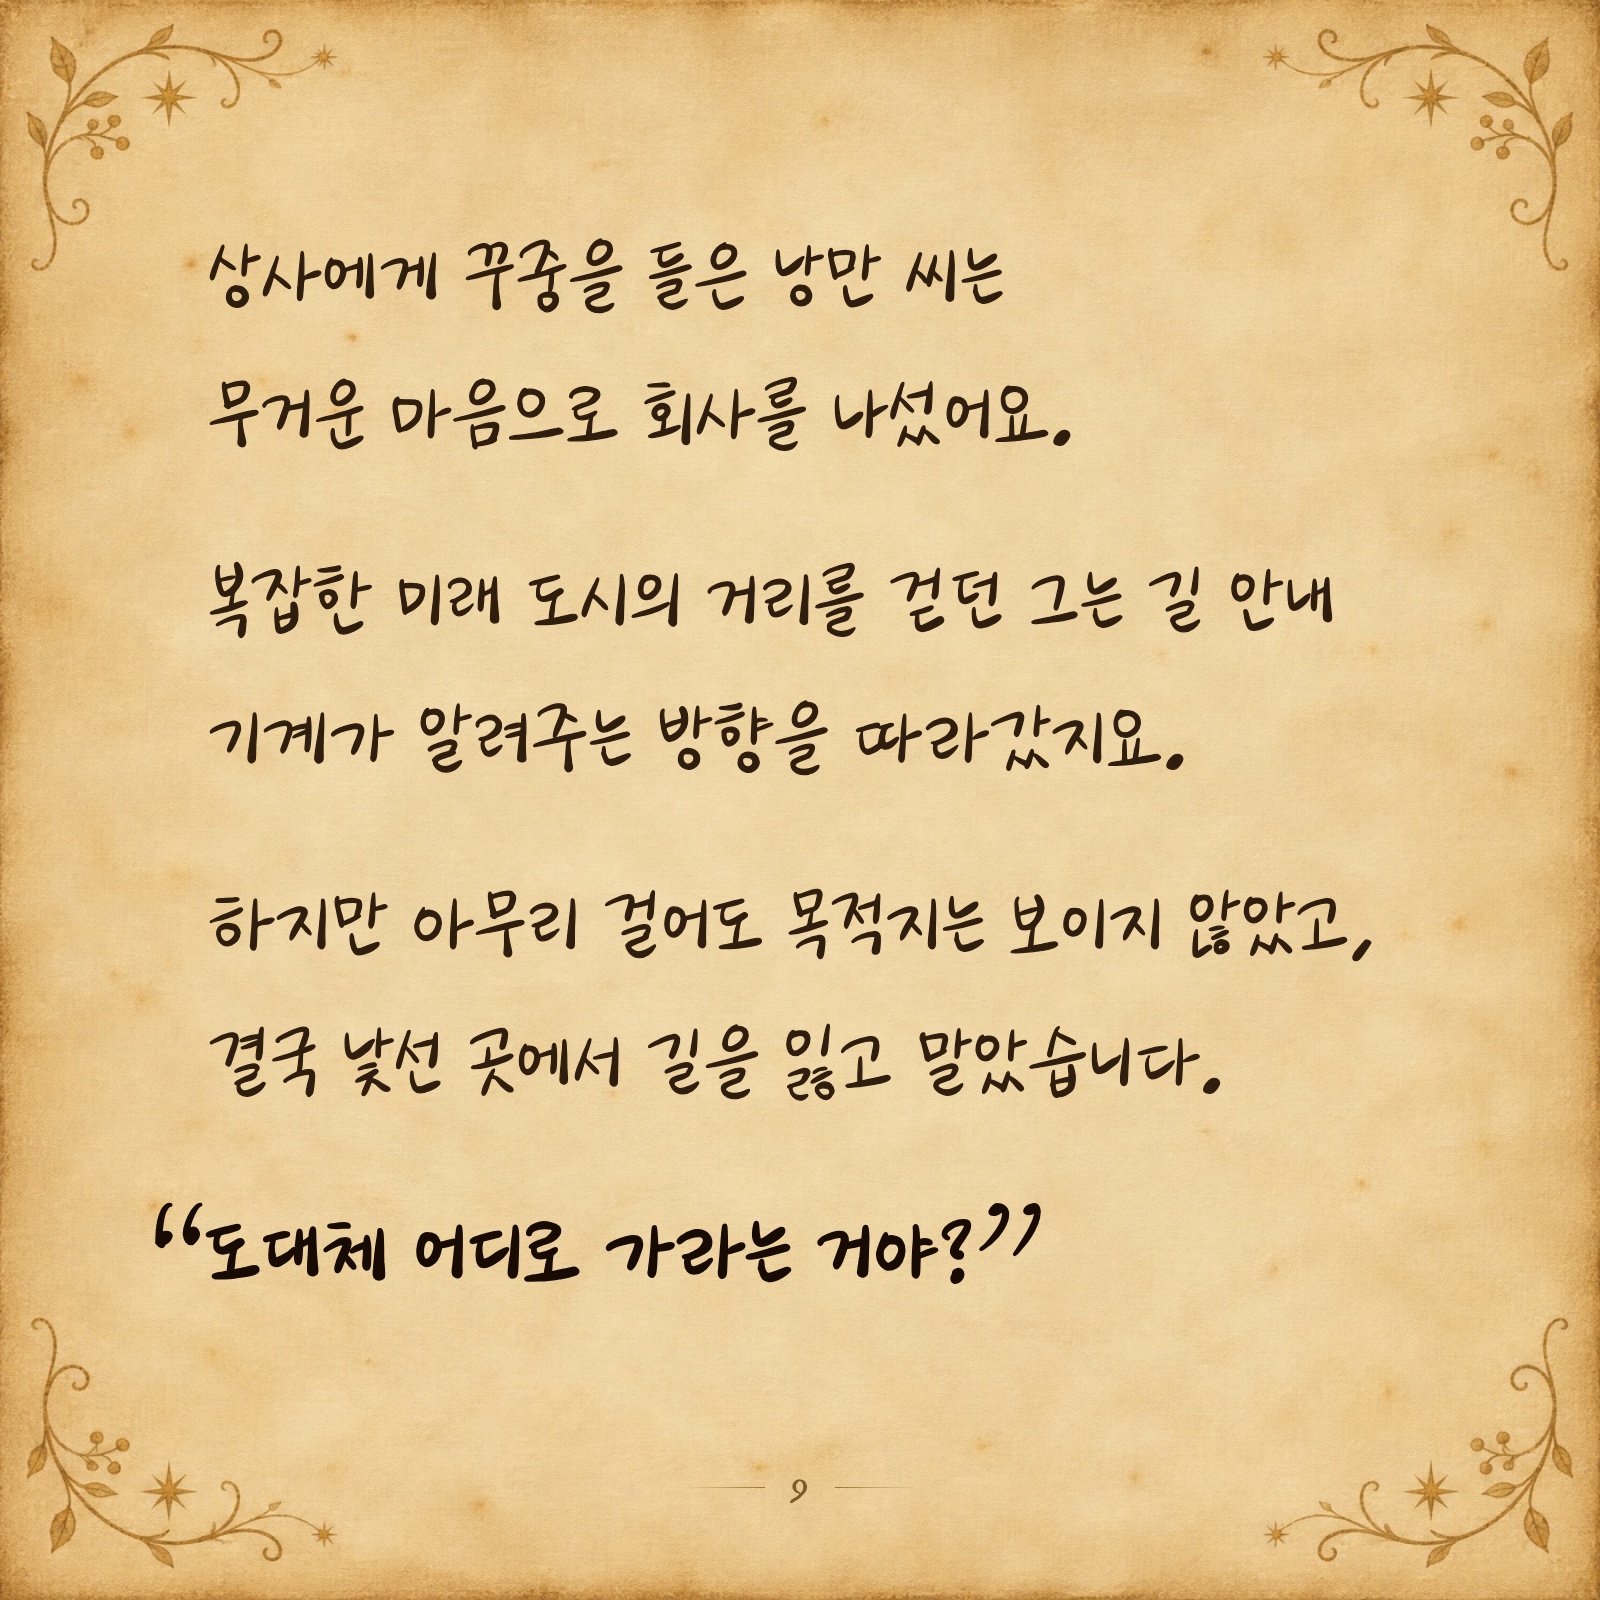 상사에게 꾸중을 들은 낭만 씨는
무거운 마음으로 회사를 나섰어요.
복잡한 미래 도시의 거리를 걷던 그는 길 안내
기계가 알려주는 방향을 따라갔지요.
하지만 아무리 걸어도 목적지는 보이지 않았고,
결국 낯선 곳에서 길을 잃고 말았습니다.
“도대체 어디로 가라는 거야?”
9